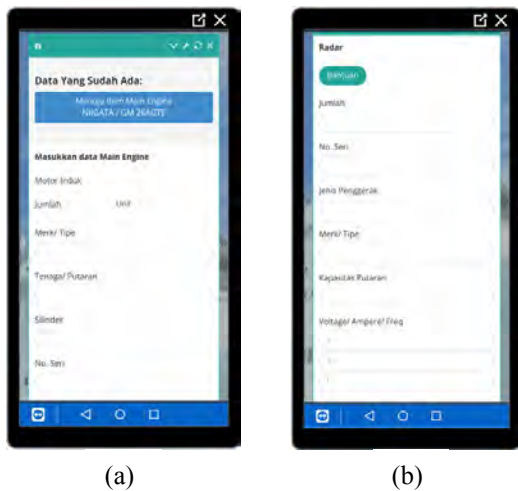 Data Yang Sudah Ada:
Main Engine
NIIGATA / GM 26AGTE
Masukkan data Main Engine
Motor Induk
Jumlah Unit
Merk/ Tipe
Tenaga/ Putaran
Silinder
No. Seri
(a)
Radar
Bantuan
Jumlah
No. Seri
Jenis Penggerak
Merk/ Tipe
Kapasitas Putaran
Voltage/ Ampere/ Freq
(b)